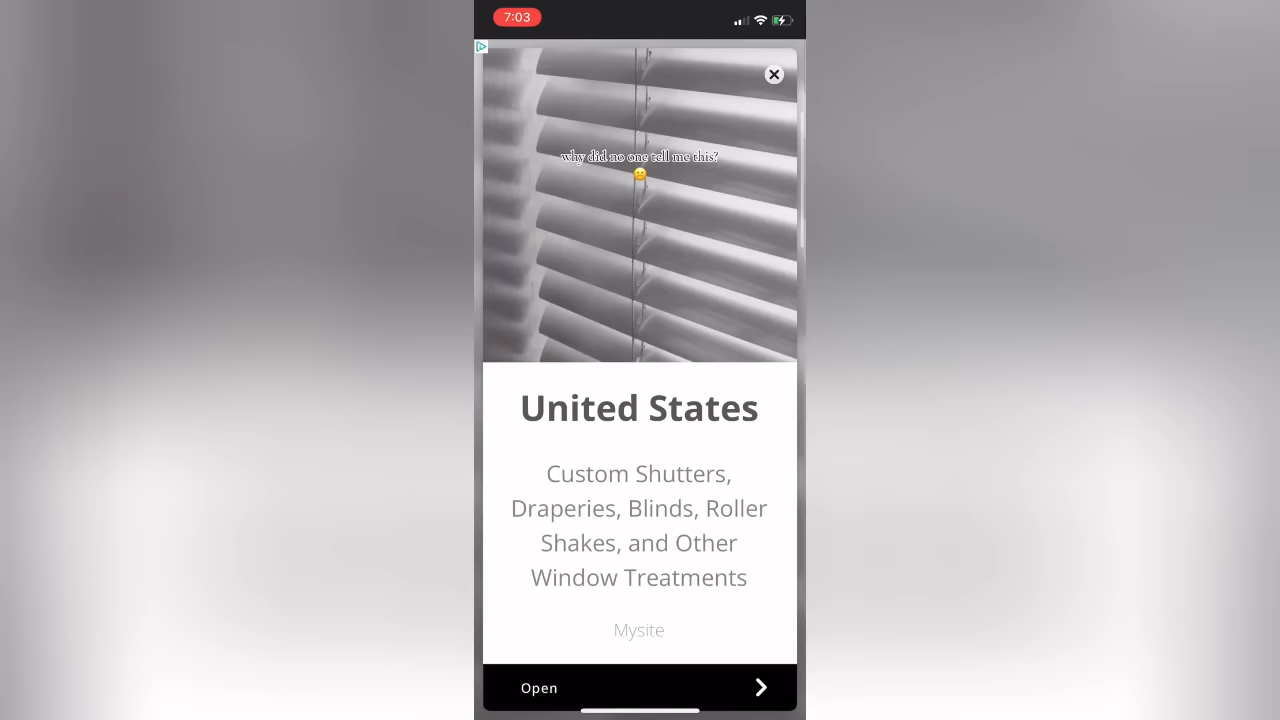 7:03
why did no one tell me this?
United States
Custom Shutters,
Draperies, Blinds, Roller
Shakes, and Other
Window Treatments
Mysite
Open